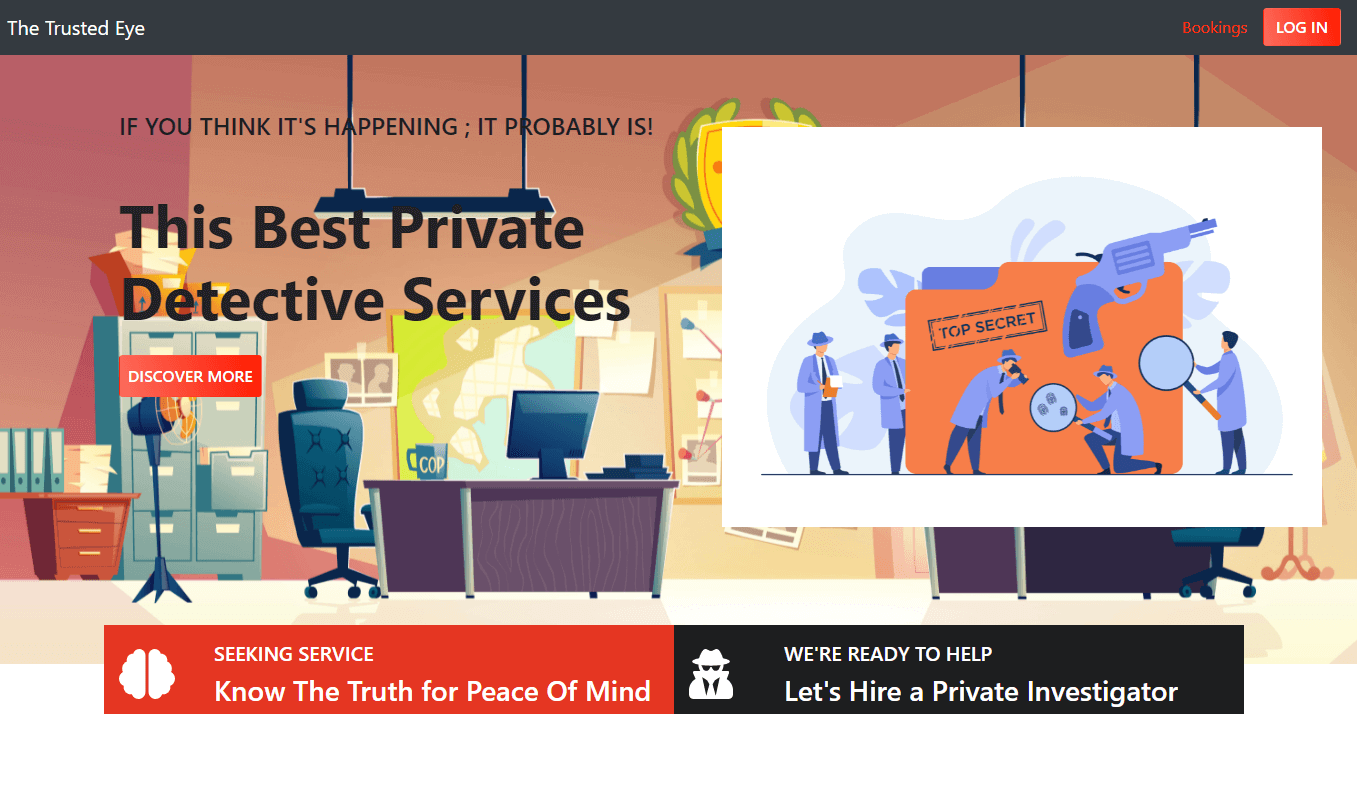 The Trusted Eye
Bookings
LOG IN
IF YOU THINK IT'S HAPPENING ; IT PROBABLY IS!
This Best Private
Detective Services
DISCOVER MORE
COP
TOP SECRET
SEEKING SERVICE
Know The Truth for Peace Of Mind
WE'RE READY TO HELP
Let's Hire a Private Investigator